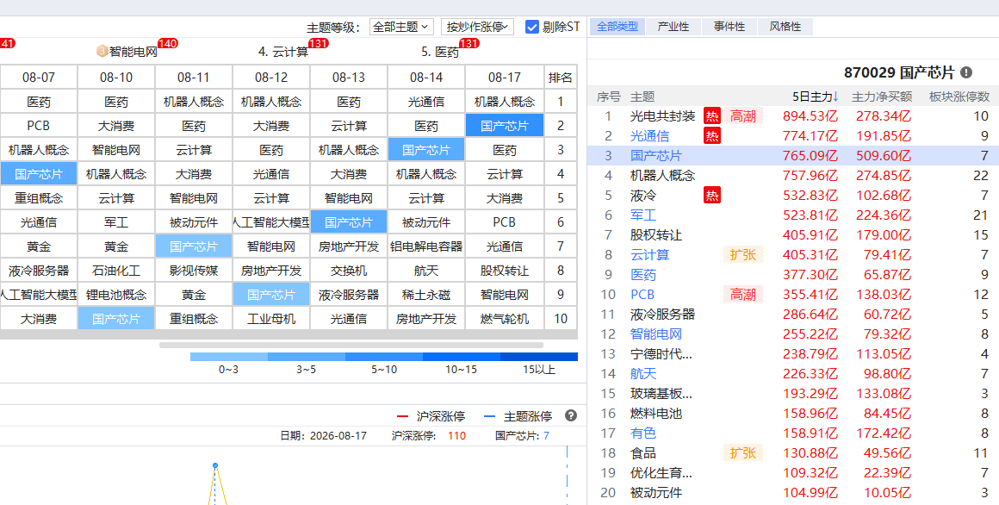 主题等级： 全部主题 按炒作涨停 剔除ST
41 3 智能电网 140 4. 云计算 131 5. 医药 131
08-07 08-10 08-11 08-12 08-13 08-14 08-17 排名
医药 医药 机器人概念 机器人概念 医药 光通信 机器人概念 1
PCB 大消费 医药 大消费 云计算 医药 国产芯片 2
机器人概念 智能电网 云计算 医药 机器人概念 国产芯片 医药 3
国产芯片 机器人概念 大消费 光通信 大消费 机器人概念 云计算 4
重组概念 云计算 智能电网 云计算 智能电网 云计算 大消费 5
光通信 军工 被动元件 人工智能大模型 国产芯片 被动元件 PCB 6
黄金 黄金 国产芯片 智能电网 房地产开发 铝电解电容器 光通信 7
液冷服务器 石油化工 影视传媒 房地产开发 交换机 航天 股权转让 8
人工智能大模型 锂电池概念 黄金 国产芯片 液冷服务器 稀土永磁 智能电网 9
大消费 国产芯片 重组概念 工业母机 光通信 房地产开发 燃气轮机 10
0~3 3~5 5~10 10~15 15以上
沪深涨停 主题涨停 ?
日期: 2026-08-17 沪深涨停: 110 国产芯片: 7
全部类型 产业性 事件性 风格性
870029 国产芯片 !
序号 主题 5日主力↓ 主力净买额 板块涨停数
1 光电共封装 热 高潮 894.53亿 278.34亿 10
2 光通信 热 774.17亿 191.85亿 9
3 国产芯片 765.09亿 509.60亿 7
4 机器人概念 757.96亿 274.85亿 22
5 液冷 热 532.83亿 102.68亿 7
6 军工 523.81亿 224.36亿 21
7 股权转让 405.91亿 179.00亿 15
8 云计算 扩张 405.31亿 79.41亿 7
9 医药 377.30亿 65.87亿 9
10 PCB 高潮 355.41亿 138.03亿 12
11 液冷服务器 286.64亿 60.72亿 5
12 智能电网 255.22亿 79.32亿 8
13 宁德时代... 238.79亿 113.05亿 4
14 航天 226.33亿 98.80亿 7
15 玻璃基板... 193.29亿 133.08亿 3
16 燃料电池 158.96亿 84.45亿 8
17 有色 158.91亿 172.42亿 8
18 食品 扩张 130.88亿 49.56亿 11
19 优化生育... 109.32亿 22.39亿 7
20 被动元件 104.99亿 10.05亿 3